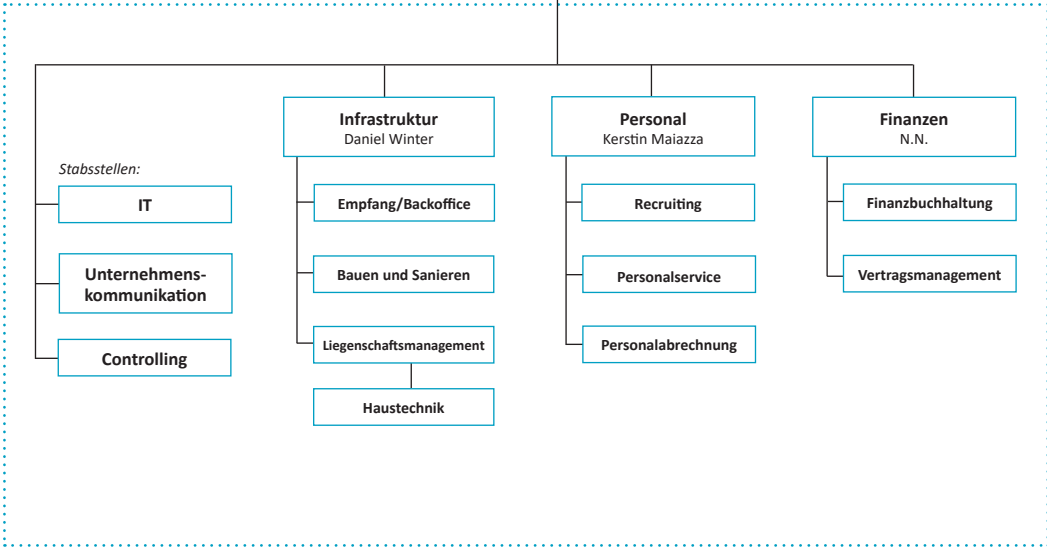 Stabsstellen:
IT
Unternehmens-
kommunikation
Controlling
Infrastruktur
Daniel Winter
Empfang/Backoffice
Bauen und Sanieren
Liegenschaftsmanagement
Haustechnik
Personal
Kerstin Maiazza
Recruiting
Personalservice
Personalabrechnung
Finanzen
N.N.
Finanzbuchhaltung
Vertragsmanagement